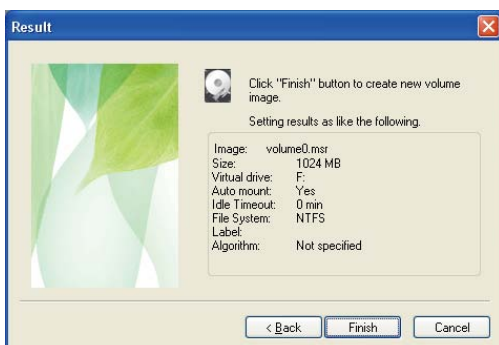 Result
Click "Finish" button to create new volume
image.
Setting results as like the following.
Image: volume0.msr
Size: 1024 MB
Virtual drive: F:
Auto mount: Yes
Idle Timeout: 0 min
File System: NTFS
Label:
Algorithm: Not specified
< Back Finish Cancel